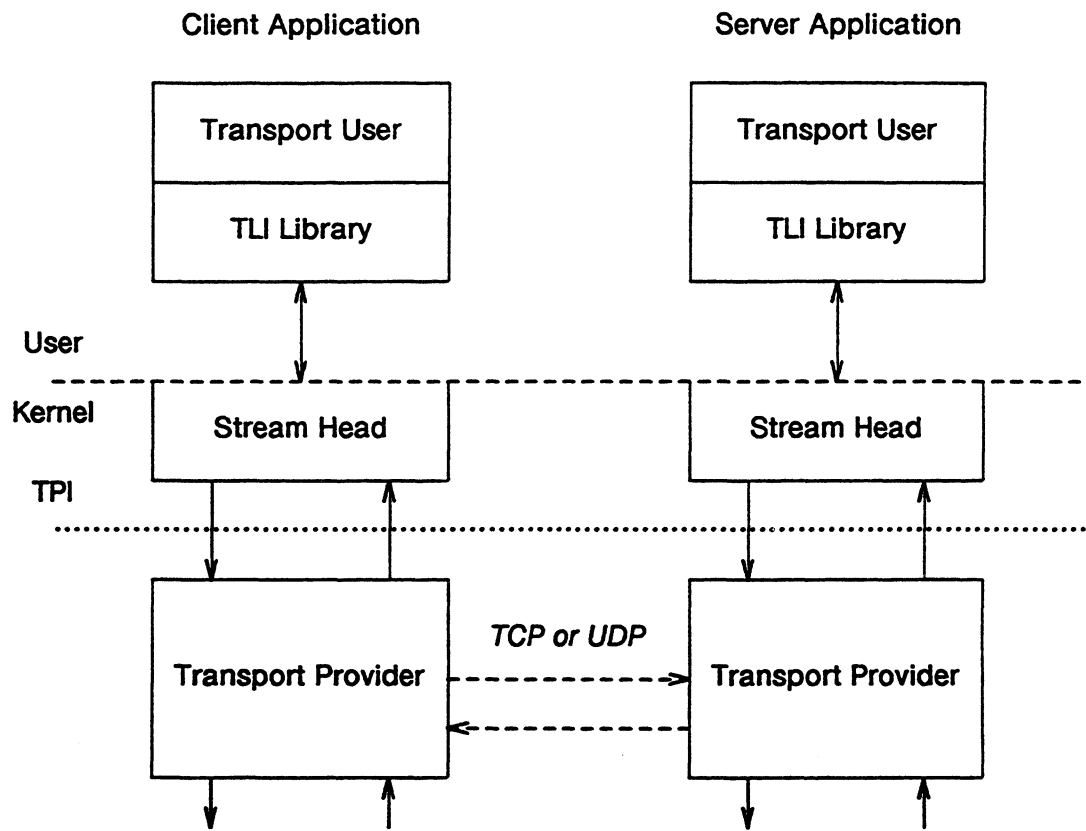 Client Application
Server Application
Transport User
Transport User
TLI Library
TLI Library
User
Kernel
Stream Head
Stream Head
TPI
TCP or UDP
Transport Provider
Transport Provider